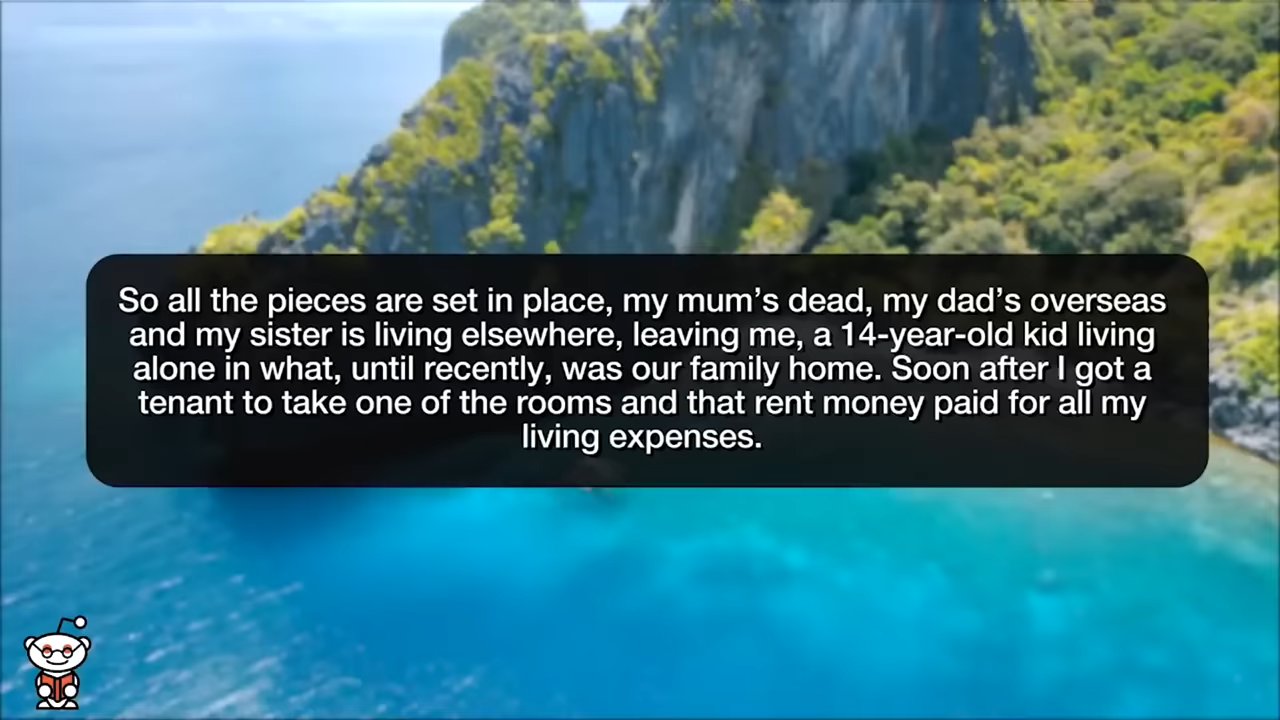 So all the pieces are set in place, my mum’s dead, my dad’s overseas
and my sister is living elsewhere, leaving me, a 14-year-old kid living
alone in what, until recently, was our family home. Soon after I got a
tenant to take one of the rooms and that rent money paid for all my
living expenses.